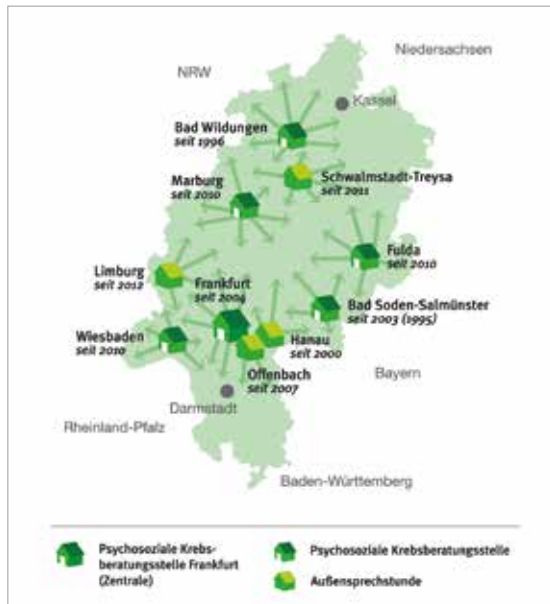 Niedersachsen
NRW
Kassel
Bad Wildungen
seit 1996
Schwalmstadt-Treysa
seit 2011
Marburg
seit 2010
Fulda
seit 2010
Limburg
seit 2012
Frankfurt
seit 2004
Bad Soden-Salmünster
seit 2003 (1995)
Wiesbaden
seit 2010
Hanau
seit 2000
Offenbach
seit 2007
Bayern
Darmstadt
Rheinland-Pfalz
Baden-Württemberg
Psychosoziale Krebs-
beratungsstelle Frankfurt
(Zentrale)
Psychosoziale Krebsberatungsstelle
Außensprechstunde